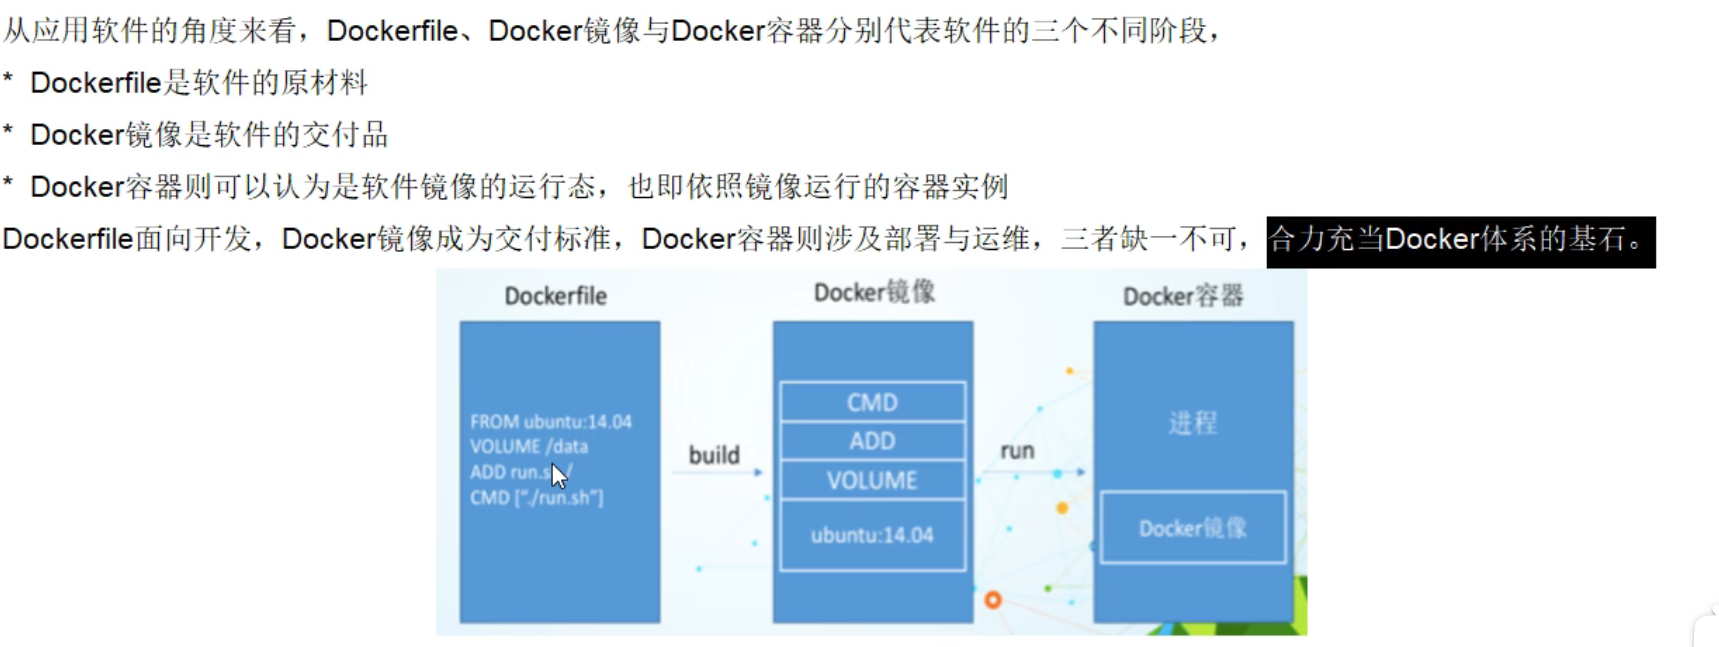 从应用软件的角度来看，Dockerfile、Docker镜像与Docker容器分别代表软件的三个不同阶段，
* Dockerfile是软件的原材料
* Docker镜像是软件的交付品
* Docker容器则可以认为是软件镜像的运行态，也即依照镜像运行的容器实例
Dockerfile面向开发，Docker镜像成为交付标准，Docker容器则涉及部署与运维，三者缺一不可，合力充当Docker体系的基石。
Dockerfile
Docker镜像
Docker容器
FROM ubuntu:14.04
VOLUME /data
ADD run.s /
CMD ["./run.sh"]
build
CMD
ADD
VOLUME
ubuntu:14.04
run
进程
Docker镜像